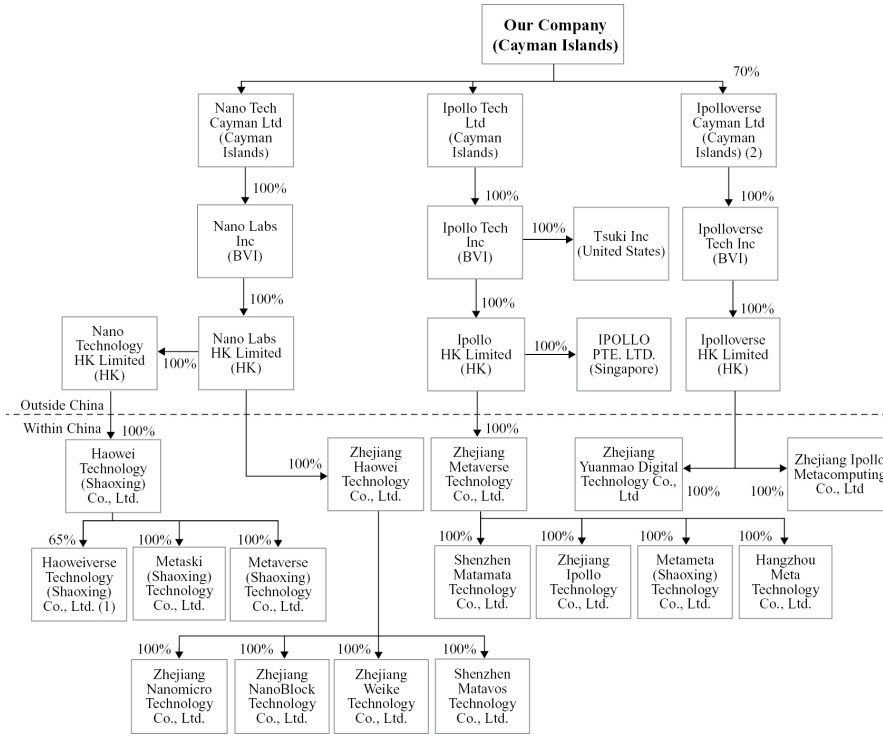 Our Company
(Cayman Islands)
70%
Nano Tech
Cayman Ltd
(Cayman
Islands)
Ipollo Tech
Ltd
(Cayman
Islands)
Ipolloverse
Cayman Ltd
(Cayman
Islands) (2)
100%
100%
100%
Nano Labs
Inc
(BVI)
Ipollo Tech
Inc
(BVI)
100%
Tsuki Inc
(United States)
Ipolloverse
Tech Inc
(BVI)
100%
100%
100%
Nano
Technology
HK Limited
(HK)
100%
Nano Labs
HK Limited
(HK)
Ipollo
HK Limited
(HK)
100%
IPOLLO
PTE. LTD.
(Singapore)
Ipolloverse
HK Limited
(HK)
Outside China
Within China
100%
100%
Haowei
Technology
(Shaoxing)
Co., Ltd.
100%
Zhejiang
Haowei
Technology
Co., Ltd.
Zhejiang
Metaverse
Technology
Co., Ltd.
Zhejiang
Yuanmao Digital
Technology Co.,
Ltd
100%
100%
Zhejiang Ipollo
Metacomputing
Co., Ltd
65%
100%
100%
100%
100%
100%
100%
Haoweiverse
Technology
(Shaoxing)
Co., Ltd. (1)
Metaski
(Shaoxing)
Technology
Co., Ltd.
Metaverse
(Shaoxing)
Technology
Co., Ltd.
Shenzhen
Matamata
Technology
Co., Ltd.
Zhejiang
Ipollo
Technology
Co., Ltd.
Metameta
(Shaoxing)
Technology
Co., Ltd.
Hangzhou
Meta
Technology
Co., Ltd.
100%
100%
100%
100%
Zhejiang
Nanomicro
Technology
Co., Ltd.
Zhejiang
NanoBlock
Technology
Co., Ltd.
Zhejiang
Weike
Technology
Co., Ltd.
Shenzhen
Matavos
Technology
Co., Ltd.